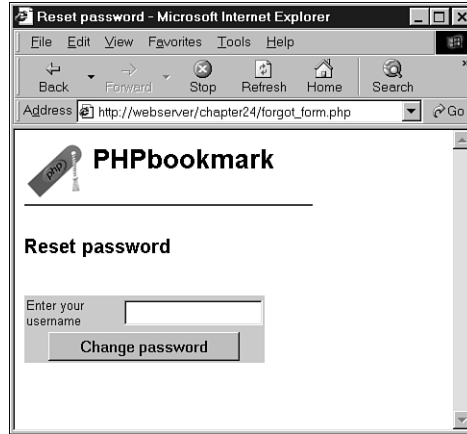 Reset password - Microsoft Internet Explorer
File Edit View Favorites Tools Help
Back Forward Stop Refresh Home Search »
Address http://webserver/chapter24/forgot_form.php Go
php PHPbookmark
Reset password
Enter your
username
Change password